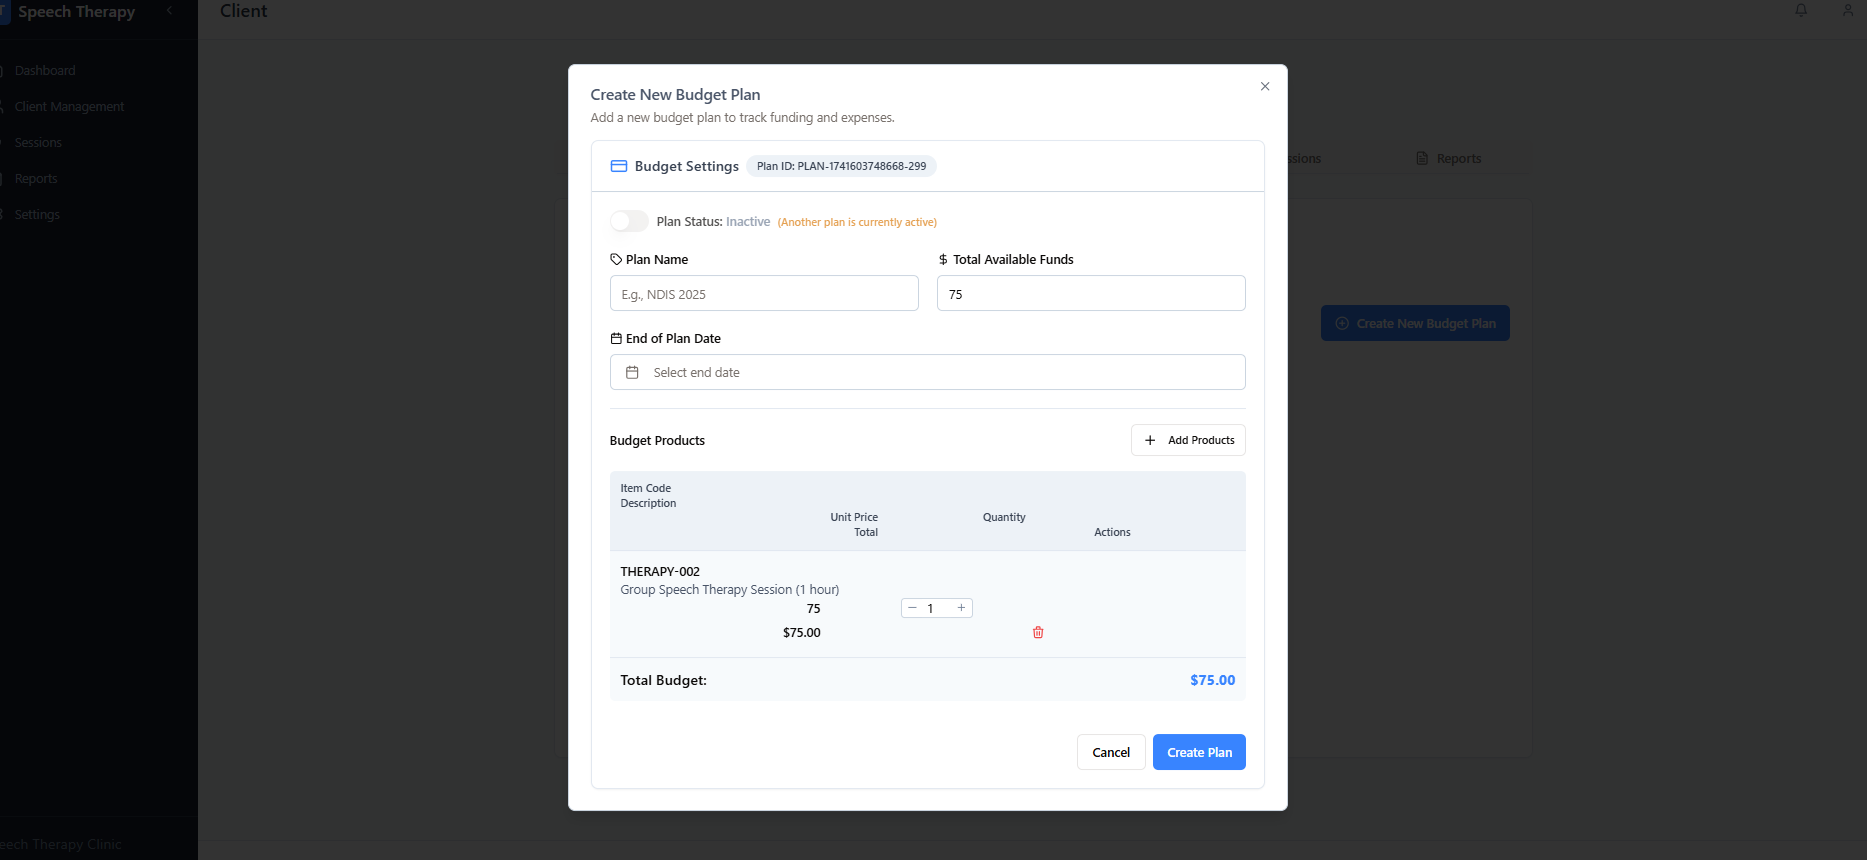 Speech Therapy
Client
Dashboard
Client Management
Sessions
Reports
Settings
Reports
Create New Budget Plan
Create New Budget Plan
Add a new budget plan to track funding and expenses.
Budget Settings
Plan ID: PLAN-1741603748668-299
Plan Status: Inactive (Another plan is currently active)
Plan Name
$ Total Available Funds
E.g., NDIS 2025
75
End of Plan Date
Select end date
Budget Products
+ Add Products
Item Code
Description
Unit Price
Quantity
Total
Actions
THERAPY-002
Group Speech Therapy Session (1 hour)
75
− 1 +
$75.00
Total Budget:
$75.00
Cancel
Create Plan
eech Therapy Clinic